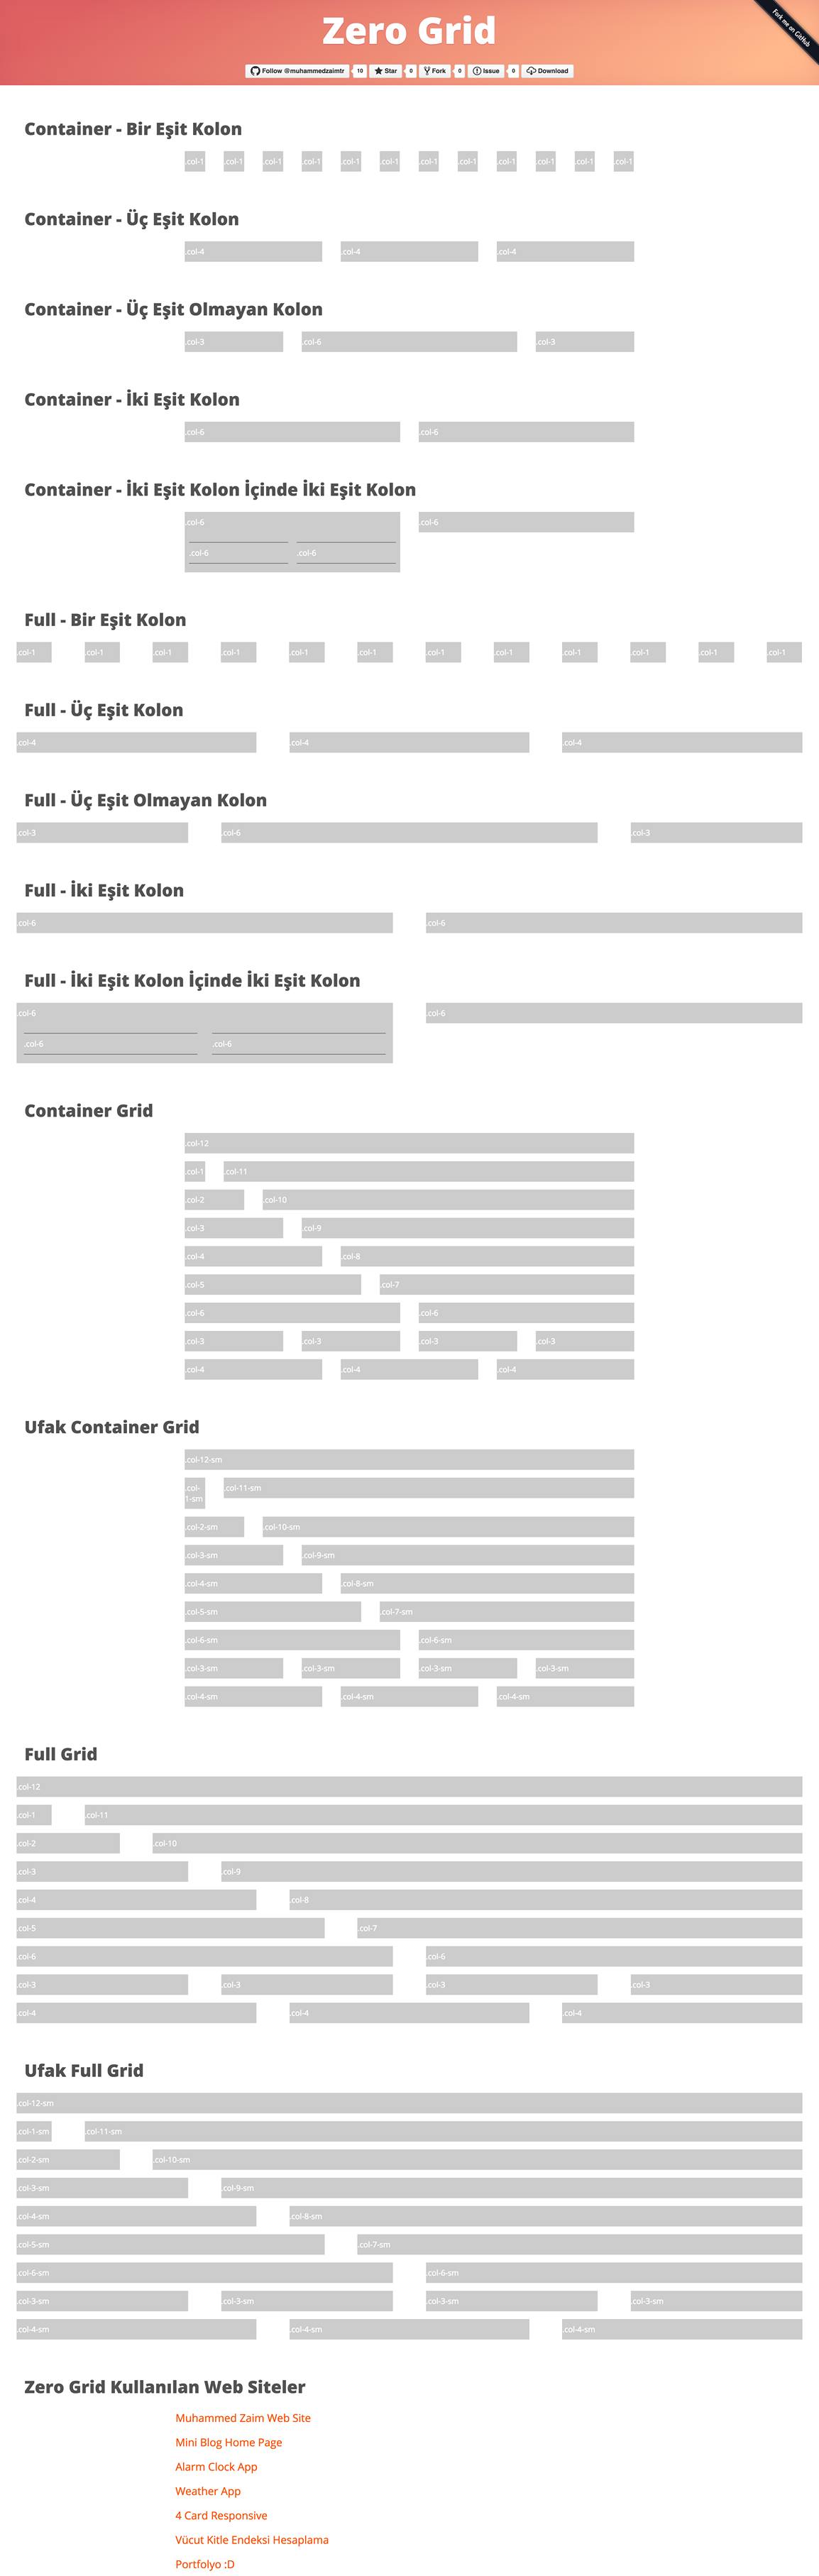 Zero Grid
Fork me on GitHub
Follow @muhammedzaimtr 10 Star 0 Fork 0 Issue 0 Download
Container - Bir Eşit Kolon
.col-1 .col-1 .col-1 .col-1 .col-1 .col-1 .col-1 .col-1 .col-1 .col-1 .col-1 .col-1
Container - Üç Eşit Kolon
.col-4 .col-4 .col-4
Container - Üç Eşit Olmayan Kolon
.col-3 .col-6 .col-3
Container - İki Eşit Kolon
.col-6 .col-6
Container - İki Eşit Kolon İçinde İki Eşit Kolon
.col-6 .col-6
.col-6 .col-6
Full - Bir Eşit Kolon
.col-1 .col-1 .col-1 .col-1 .col-1 .col-1 .col-1 .col-1 .col-1 .col-1 .col-1 .col-1
Full - Üç Eşit Kolon
.col-4 .col-4 .col-4
Full - Üç Eşit Olmayan Kolon
.col-3 .col-6 .col-3
Full - İki Eşit Kolon
.col-6 .col-6
Full - İki Eşit Kolon İçinde İki Eşit Kolon
.col-6 .col-6
.col-6 .col-6
Container Grid
.col-12
.col-1 .col-11
.col-2 .col-10
.col-3 .col-9
.col-4 .col-8
.col-5 .col-7
.col-6 .col-6
.col-3 .col-3 .col-3 .col-3
.col-4 .col-4 .col-4
Ufak Container Grid
.col-12-sm
.col- .col-11-sm
1-sm
.col-2-sm .col-10-sm
.col-3-sm .col-9-sm
.col-4-sm .col-8-sm
.col-5-sm .col-7-sm
.col-6-sm .col-6-sm
.col-3-sm .col-3-sm .col-3-sm .col-3-sm
.col-4-sm .col-4-sm .col-4-sm
Full Grid
.col-12
.col-1 .col-11
.col-2 .col-10
.col-3 .col-9
.col-4 .col-8
.col-5 .col-7
.col-6 .col-6
.col-3 .col-3 .col-3 .col-3
.col-4 .col-4 .col-4
Ufak Full Grid
.col-12-sm
.col-1-sm .col-11-sm
.col-2-sm .col-10-sm
.col-3-sm .col-9-sm
.col-4-sm .col-8-sm
.col-5-sm .col-7-sm
.col-6-sm .col-6-sm
.col-3-sm .col-3-sm .col-3-sm .col-3-sm
.col-4-sm .col-4-sm .col-4-sm
Zero Grid Kullanılan Web Siteler
Muhammed Zaim Web Site
Mini Blog Home Page
Alarm Clock App
Weather App
4 Card Responsive
Vücut Kitle Endeksi Hesaplama
Portfolyo :D